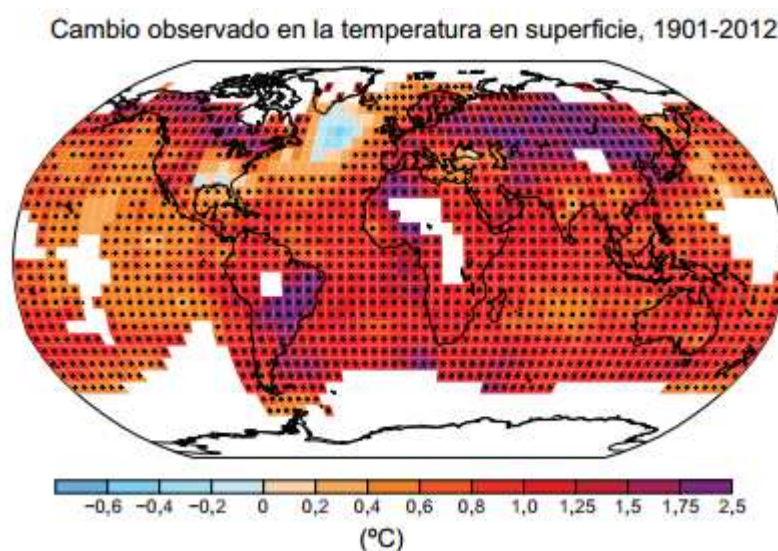 Cambio observado en la temperatura en superficie, 1901-2012
−0,6 −0,4 −0,2 0 0,2 0,4 0,6 0,8 1,0 1,25 1,5 1,75 2,5
(ºC)